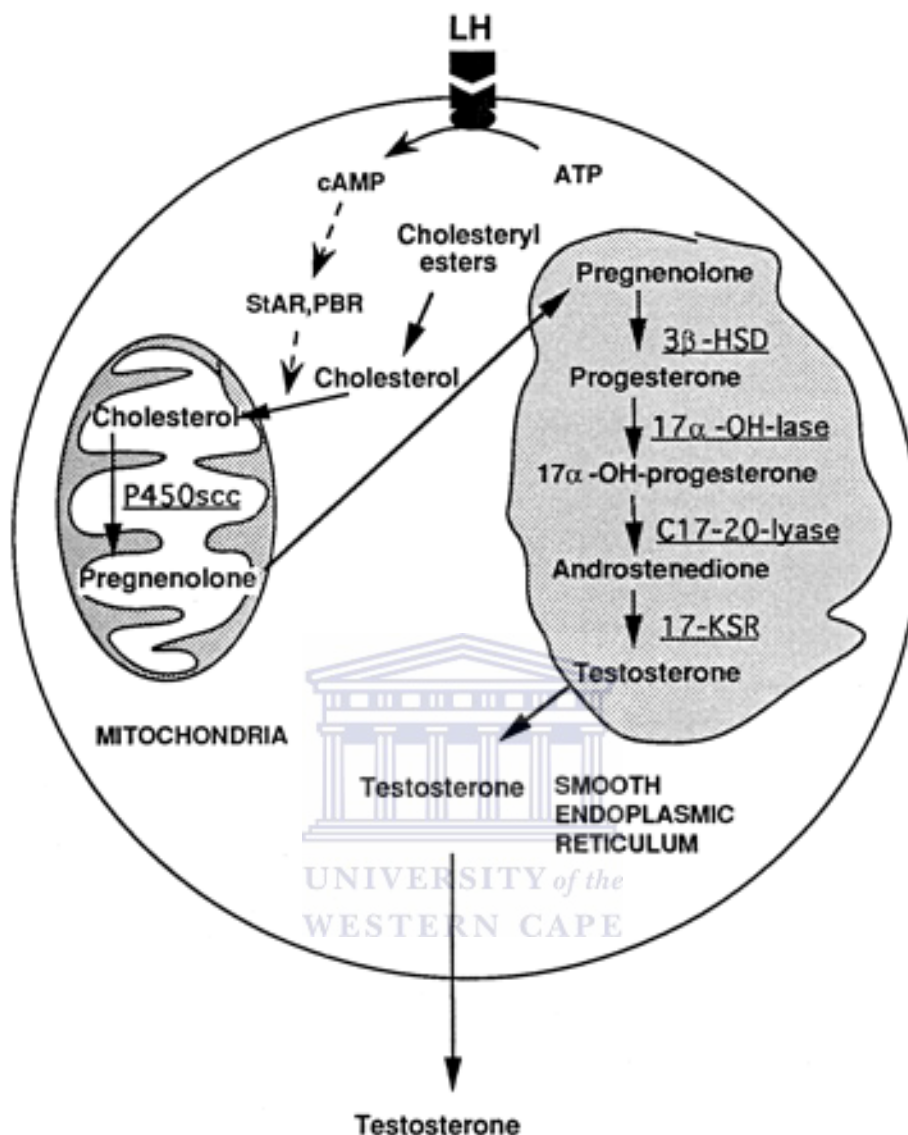 LH
ATP
cAMP
Cholesteryl
esters
StAR,PBR
Cholesterol
Cholesterol
P450scc
Pregnenolone
Pregnenolone
3β-HSD
Progesterone
17α-OH-lase
17α-OH-progesterone
C17-20-lyase
Androstenedione
17-KSR
Testosterone
MITOCHONDRIA
Testosterone
SMOOTH
ENDOPLASMIC
RETICULUM
UNIVERSITY of the
WESTERN CAPE
Testosterone